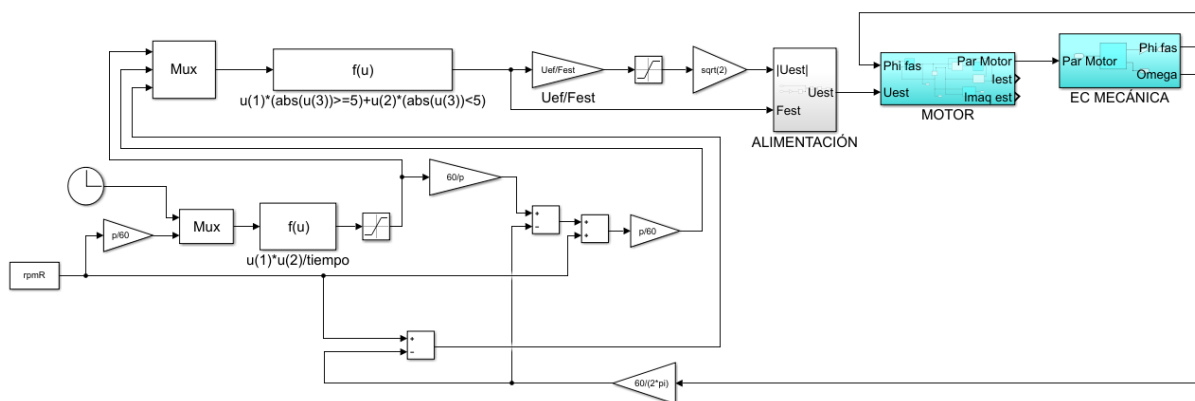 Mux
f(u)
u(1)*(abs(u(3))>=5)+u(2)*(abs(u(3))<5)
Uef/Fest
Uef/Fest
sqrt(2)
|Uest|
Uest
Fest
ALIMENTACIÓN
Phi fas
Par Motor
Iest
Uest
Imaq est
MOTOR
Par Motor
Phi fas
Omega
EC MECÁNICA
60/p
p/60
Mux
f(u)
u(1)*u(2)/tiempo
+
−
+
+
p/60
rpmR
+
−
60/(2*pi)